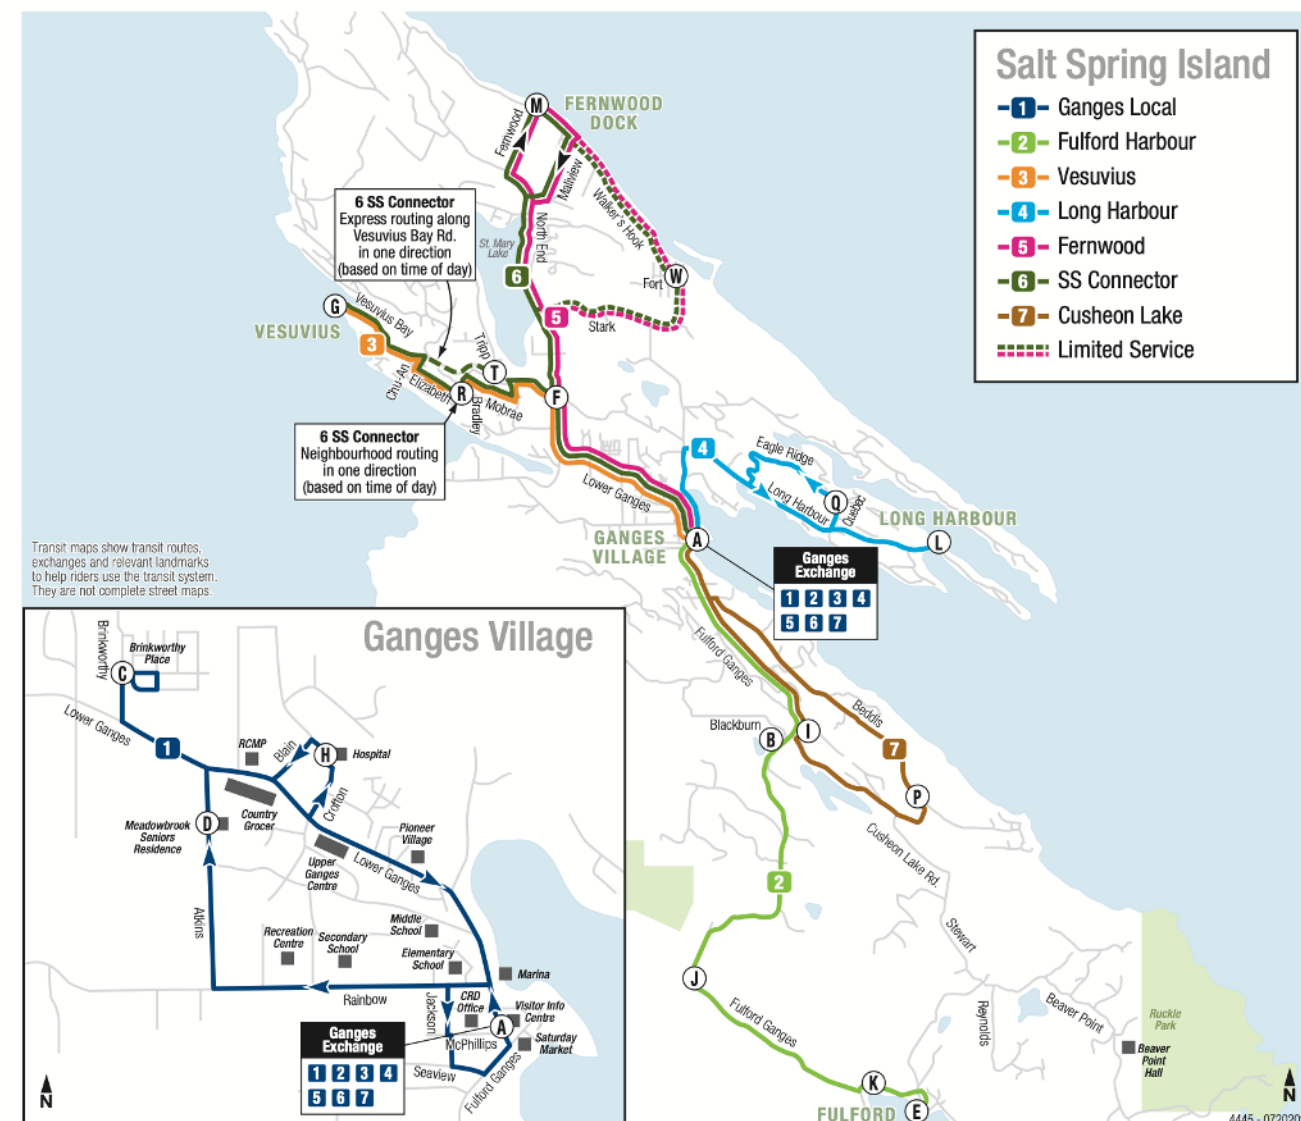 Salt Spring Island
1 Ganges Local
2 Fulford Harbour
3 Vesuvius
4 Long Harbour
5 Fernwood
6 SS Connector
7 Cusheon Lake
Limited Service
M
FERNWOOD
DOCK
Fernwood
Maliview
Walker's Hook
North End
St. Mary
Lake
6
W
Fort
5
Stark
6 SS Connector
Express routing along
Vesuvius Bay Rd.
in one direction
(based on time of day)
G
Vesuvius Bay
VESUVIUS
3
Tripp
T
Chu-An
Elizabeth
R
Bradley
Mobrae
F
6 SS Connector
Neighbourhood routing
in one direction
(based on time of day)
Lower Ganges
4
Eagle Ridge
Long Harbour
Q
Quebec
LONG HARBOUR
L
GANGES
VILLAGE
A
Ganges
Exchange
1 2 3 4
5 6 7
Transit maps show transit routes,
exchanges and relevant landmarks
to help riders use the transit system.
They are not complete street maps.
Fulford Ganges
Blackburn
B
I
Beddis
7
P
Cusheon Lake Rd.
2
Stewart
J
Fulford Ganges
Reynolds
Beaver Point
Ruckle
Park
Beaver
Point
Hall
K
E
FULFORD
N
4445 - 072020
Ganges Village
Brinkworthy
Brinkworthy
Place
C
Lower Ganges
1
RCMP
Blain
H
Hospital
Crofton
Country
Grocer
Meadowbrook
Seniors
Residence
D
Upper
Ganges
Centre
Pioneer
Village
Lower Ganges
Atkins
Recreation
Centre
Secondary
School
Middle
School
Elementary
School
Marina
Rainbow
Jackson
CRD
Office
Visitor Info
Centre
A
McPhillips
Saturday
Market
Seaview
Fulford Ganges
Ganges
Exchange
1 2 3 4
5 6 7
N